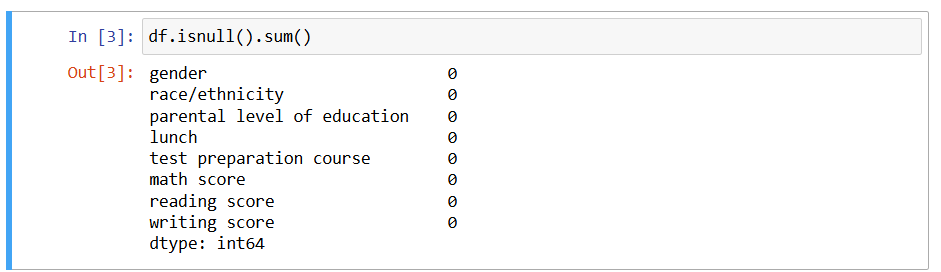 In [3]: df.isnull().sum()
Out[3]: gender 0
race/ethnicity 0
parental level of education 0
lunch 0
test preparation course 0
math score 0
reading score 0
writing score 0
dtype: int64